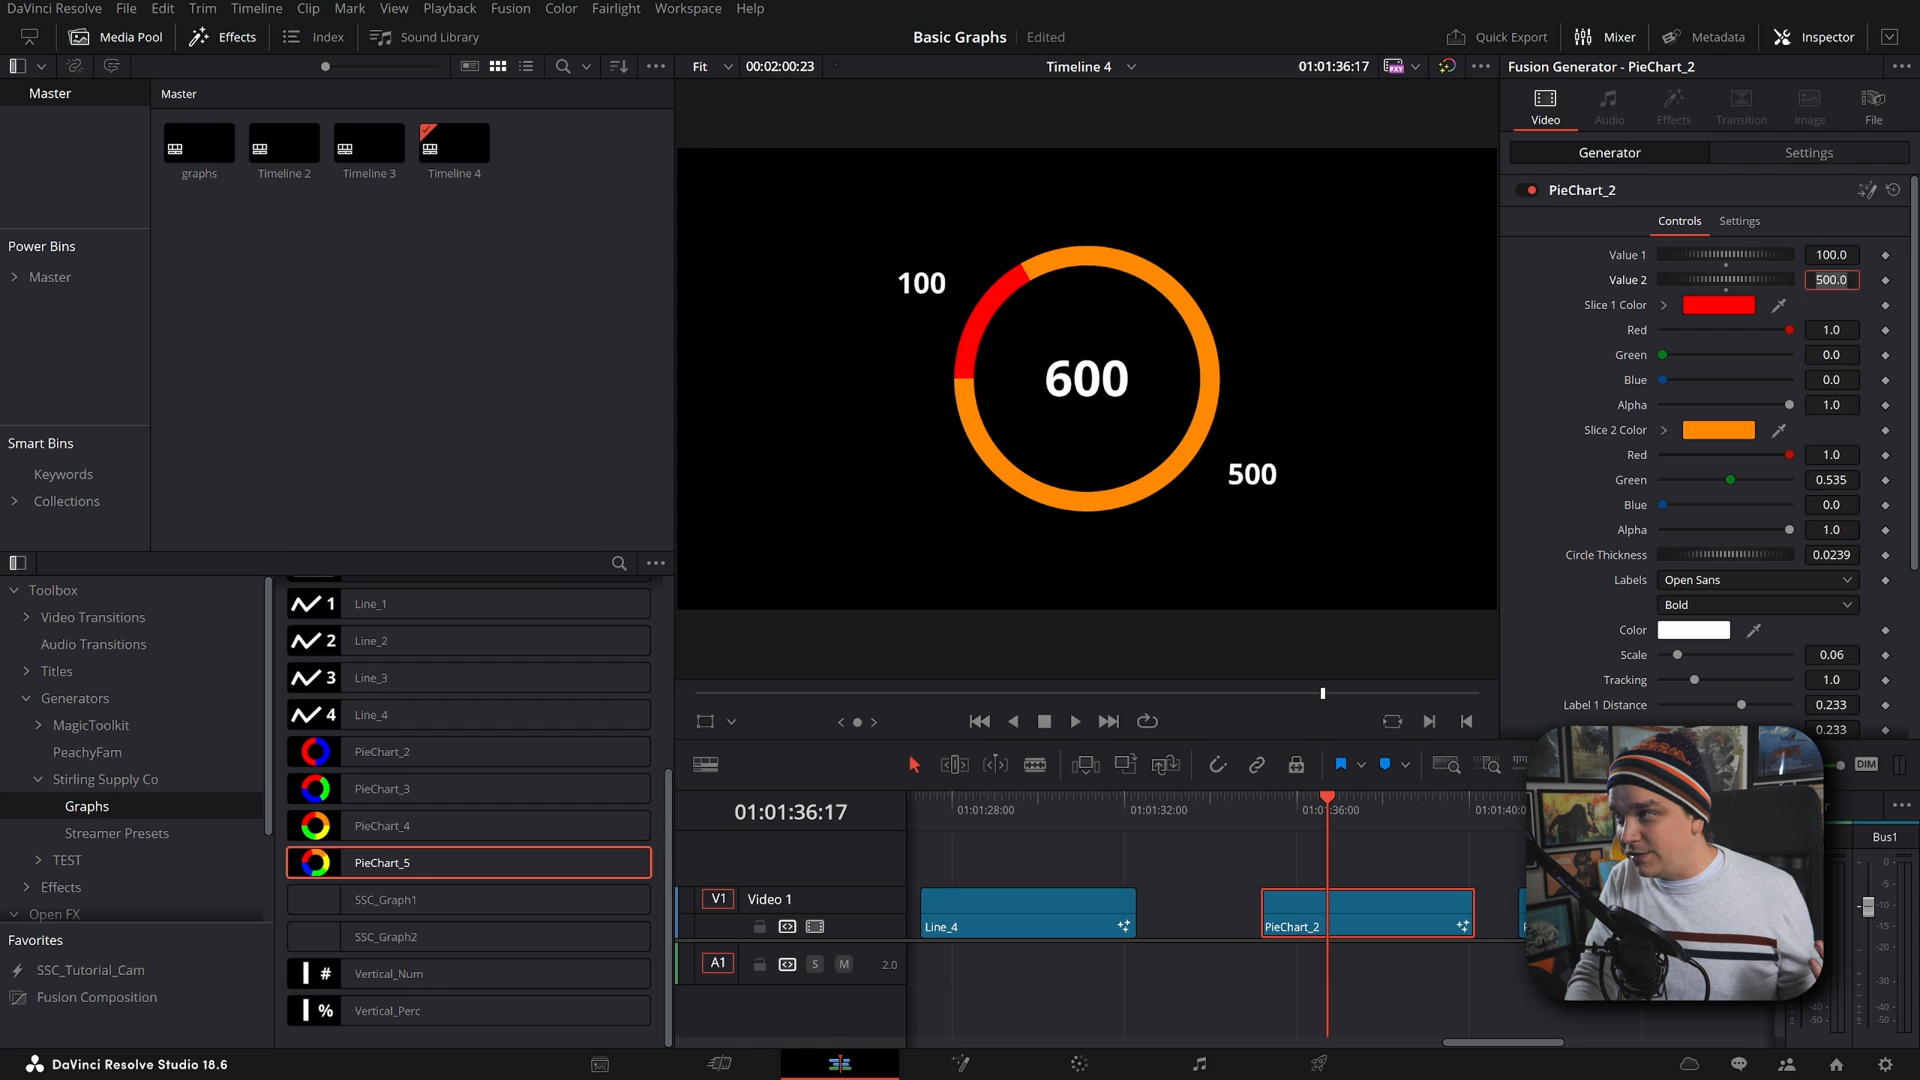 DaVinci Resolve File Edit Trim Timeline Clip Mark View Playback Fusion Color Fairlight Workspace Help
Media Pool Effects Index Sound Library
Basic Graphs Edited
Quick Export Mixer Metadata Inspector
Fit 00:02:00:23 Timeline 4 01:01:36:17
Fusion Generator - PieChart_2
Master
Master
graphs
Timeline 2
Timeline 3
Timeline 4
Power Bins
Master
Smart Bins
Keywords
Collections
100
600
500
Video Audio Effects Transition Image File
Generator Settings
PieChart_2
Controls Settings
Value 1 100.0
Value 2 500.0
Slice 1 Color
Red 1.0
Green 0.0
Blue 0.0
Alpha 1.0
Slice 2 Color
Red 1.0
Green 0.535
Blue 0.0
Alpha 1.0
Circle Thickness 0.0239
Labels Open Sans
Bold
Color
Scale 0.06
Tracking 1.0
Label 1 Distance 0.233
0.233
Toolbox
Video Transitions
Audio Transitions
Titles
Generators
MagicToolkit
PeachyFam
Stirling Supply Co
Graphs
Streamer Presets
TEST
Effects
Open FX
Favorites
SSC_Tutorial_Cam
Fusion Composition
1 Line_1
2 Line_2
3 Line_3
4 Line_4
PieChart_2
PieChart_3
PieChart_4
PieChart_5
SSC_Graph1
SSC_Graph2
# Vertical_Num
% Vertical_Perc
01:01:36:17
01:01:28:00 01:01:32:00 01:01:36:00 01:01:40:0
V1 Video 1
Line_4
PieChart_2
A1 S M 2.0
DIM
Bus1
0
-5
-10
-15
-20
-30
-40
-50
-40
-50
DaVinci Resolve Studio 18.6